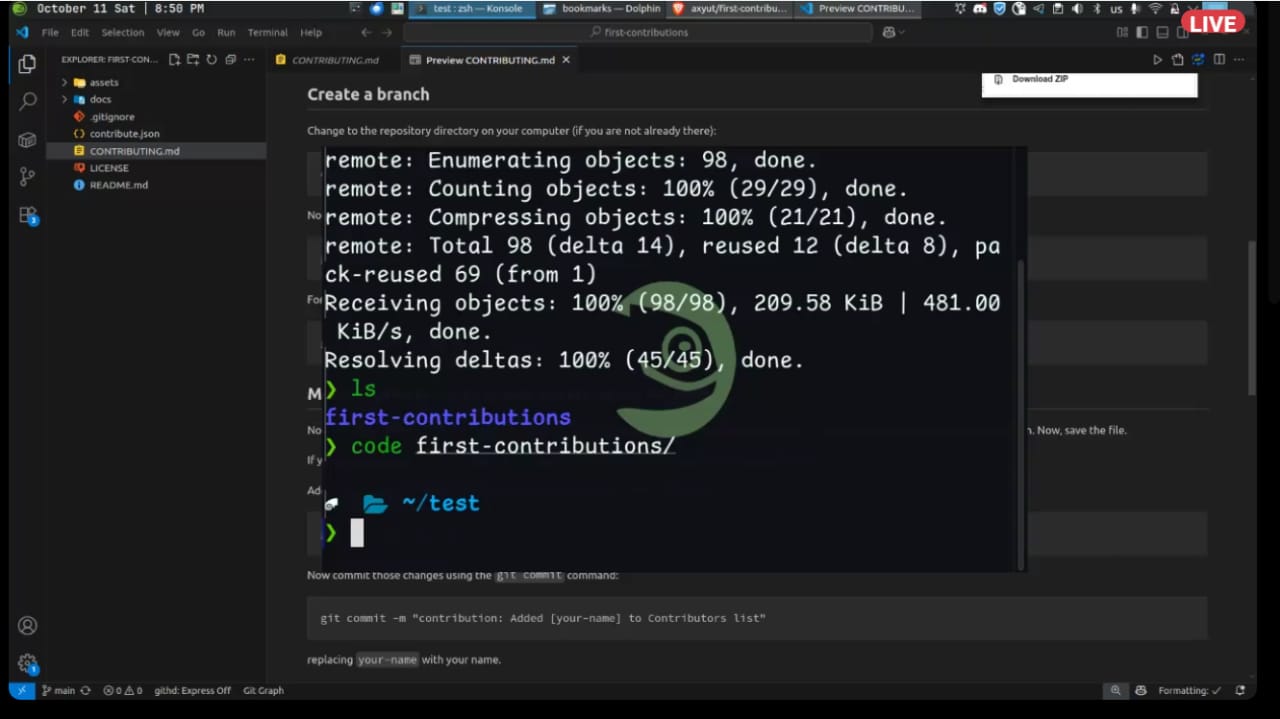 October 11 Sat | 8:50 PM
test : zsh — Konsole
bookmarks — Dolphin
axyut/first-contribu...
Preview CONTRIBU...
us
LIVE
File Edit Selection View Go Run Terminal Help
first-contributions
EXPLORER: FIRST-CON...
CONTRIBUTING.md
Preview CONTRIBUTING.md
assets
docs
.gitignore
contribute.json
CONTRIBUTING.md
LICENSE
README.md
Download ZIP
Create a branch
Change to the repository directory on your computer (if you are not already there):
remote: Enumerating objects: 98, done.
remote: Counting objects: 100% (29/29), done.
remote: Compressing objects: 100% (21/21), done.
remote: Total 98 (delta 14), reused 12 (delta 8), pa
ck-reused 69 (from 1)
Receiving objects: 100% (98/98), 209.58 KiB | 481.00
KiB/s, done.
Resolving deltas: 100% (45/45), done.
❯ ls
first-contributions
❯ code first-contributions/
~/test
❯
No
Fo
M
No
n. Now, save the file.
If y
Ad
Now commit those changes using the git commit command:
git commit -m "contribution: Added [your-name] to Contributors list"
replacing your-name with your name.
3
1
main
0 0
githd: Express Off
Git Graph
Formatting: ✓